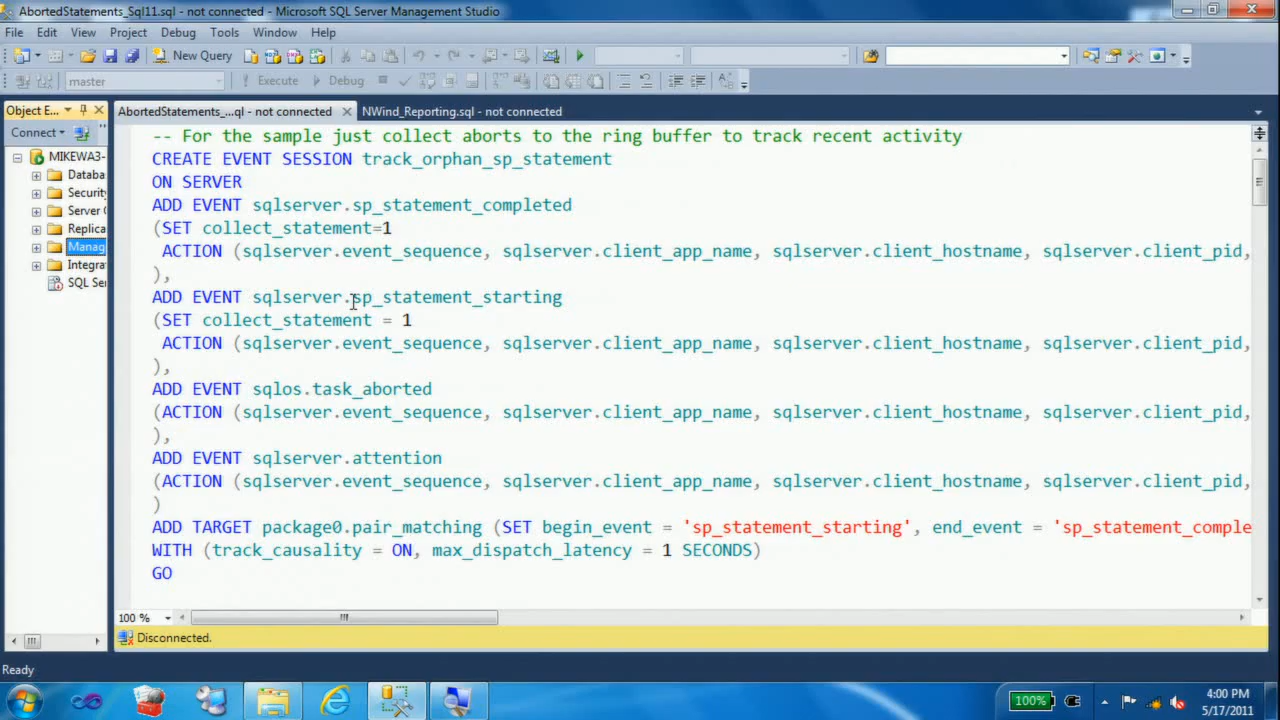 AbortedStatements_Sql11.sql - not connected - Microsoft SQL Server Management Studio
File Edit View Project Debug Tools Window Help
New Query
master Execute Debug
Object E...
AbortedStatements_...ql - not connected
NWind_Reporting.sql - not connected
Connect
MIKEWA3-
Databa
Security
Server O
Replica
Manag
Integra
SQL Ser
-- For the sample just collect aborts to the ring buffer to track recent activity
CREATE EVENT SESSION track_orphan_sp_statement
ON SERVER
ADD EVENT sqlserver.sp_statement_completed
(SET collect_statement=1
ACTION (sqlserver.event_sequence, sqlserver.client_app_name, sqlserver.client_hostname, sqlserver.client_pid,
),
ADD EVENT sqlserver.sp_statement_starting
(SET collect_statement = 1
ACTION (sqlserver.event_sequence, sqlserver.client_app_name, sqlserver.client_hostname, sqlserver.client_pid,
),
ADD EVENT sqlos.task_aborted
(ACTION (sqlserver.event_sequence, sqlserver.client_app_name, sqlserver.client_hostname, sqlserver.client_pid,
),
ADD EVENT sqlserver.attention
(ACTION (sqlserver.event_sequence, sqlserver.client_app_name, sqlserver.client_hostname, sqlserver.client_pid,
)
ADD TARGET package0.pair_matching (SET begin_event = 'sp_statement_starting', end_event = 'sp_statement_comple
WITH (track_causality = ON, max_dispatch_latency = 1 SECONDS)
GO
100 %
Disconnected.
Ready
100%
4:00 PM
5/17/2011